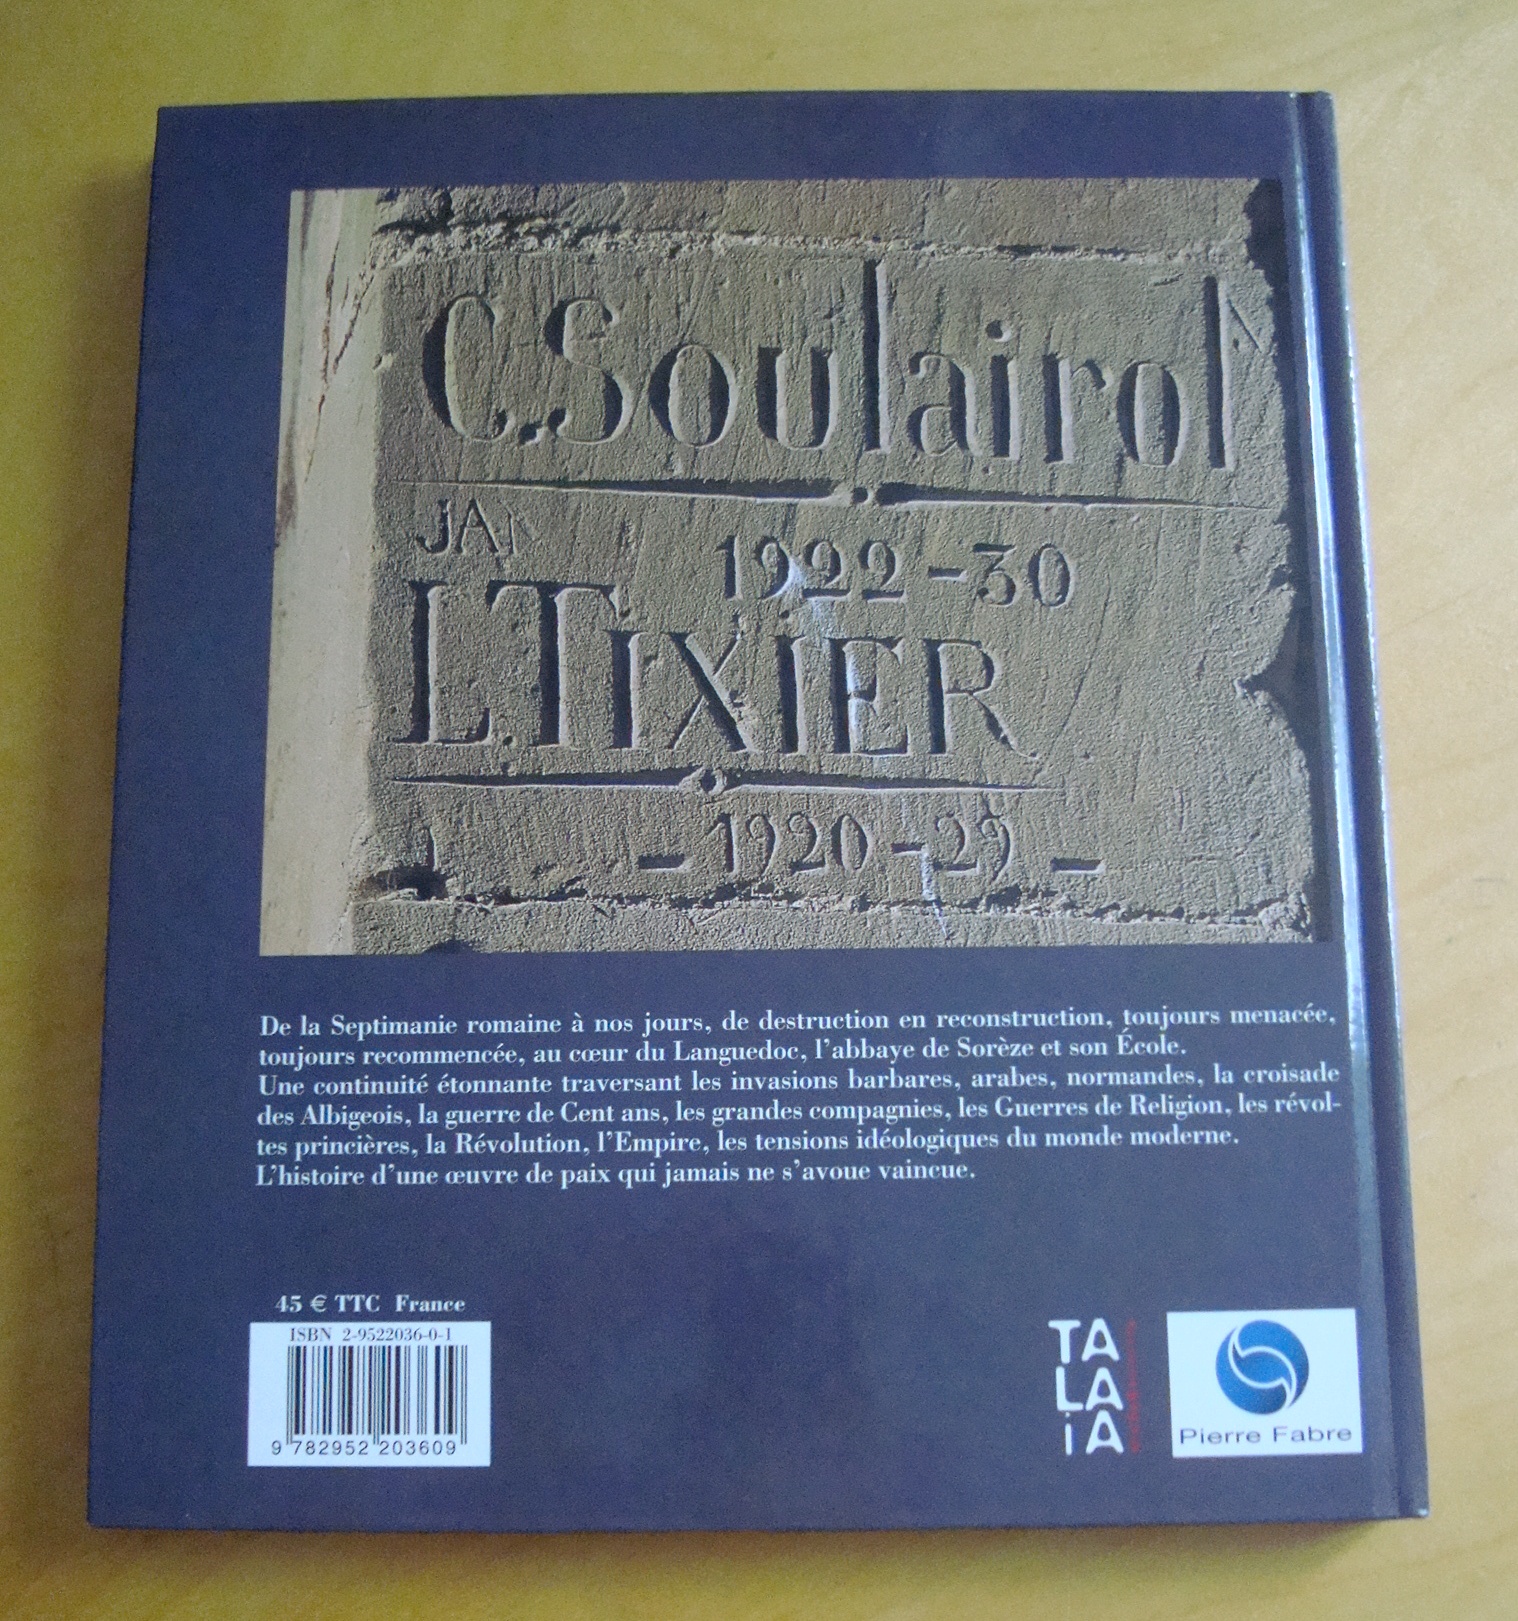 C. Soulairol
JAN
1922-30
L. TIXIER
- 1920-29 -
De la Septimanie romaine à nos jours, de destruction en reconstruction, toujours menacée,
toujours recommencée, au cœur du Languedoc, l'abbaye de Sorèze et son École.
Une continuité étonnante traversant les invasions barbares, arabes, normandes, la croisade
des Albigeois, la guerre de Cent ans, les grandes compagnies, les Guerres de Religion, les révol-
tes princières, la Révolution, l'Empire, les tensions idéologiques du monde moderne.
L'histoire d'une œuvre de paix qui jamais ne s'avoue vaincue.
45 € TTC France
ISBN 2-9522036-0-1
9 782952 203609
TA
LA
iA
Pierre Fabre